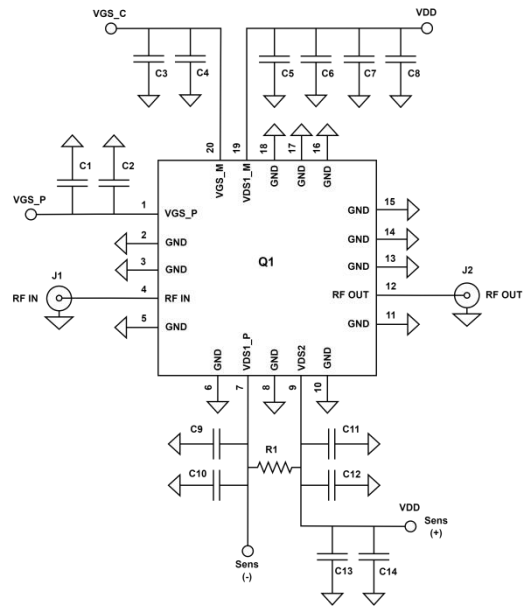 VGS_C
VDD
C3
C4
C5
C6
C7
C8
20
19
18
17
16
VGS_M
VDS1_M
GND
GND
GND
C1
C2
VGS_P
1
VGS_P
2
GND
3
GND
J1
RF IN
4
RF IN
5
GND
Q1
GND
15
GND
14
GND
13
RF OUT
12
J2
RF OUT
GND
11
GND
VDS1_P
GND
VDS2
GND
6
7
8
9
10
C9
C10
R1
C11
C12
Sens
(-)
VDD
Sens
(+)
C13
C14